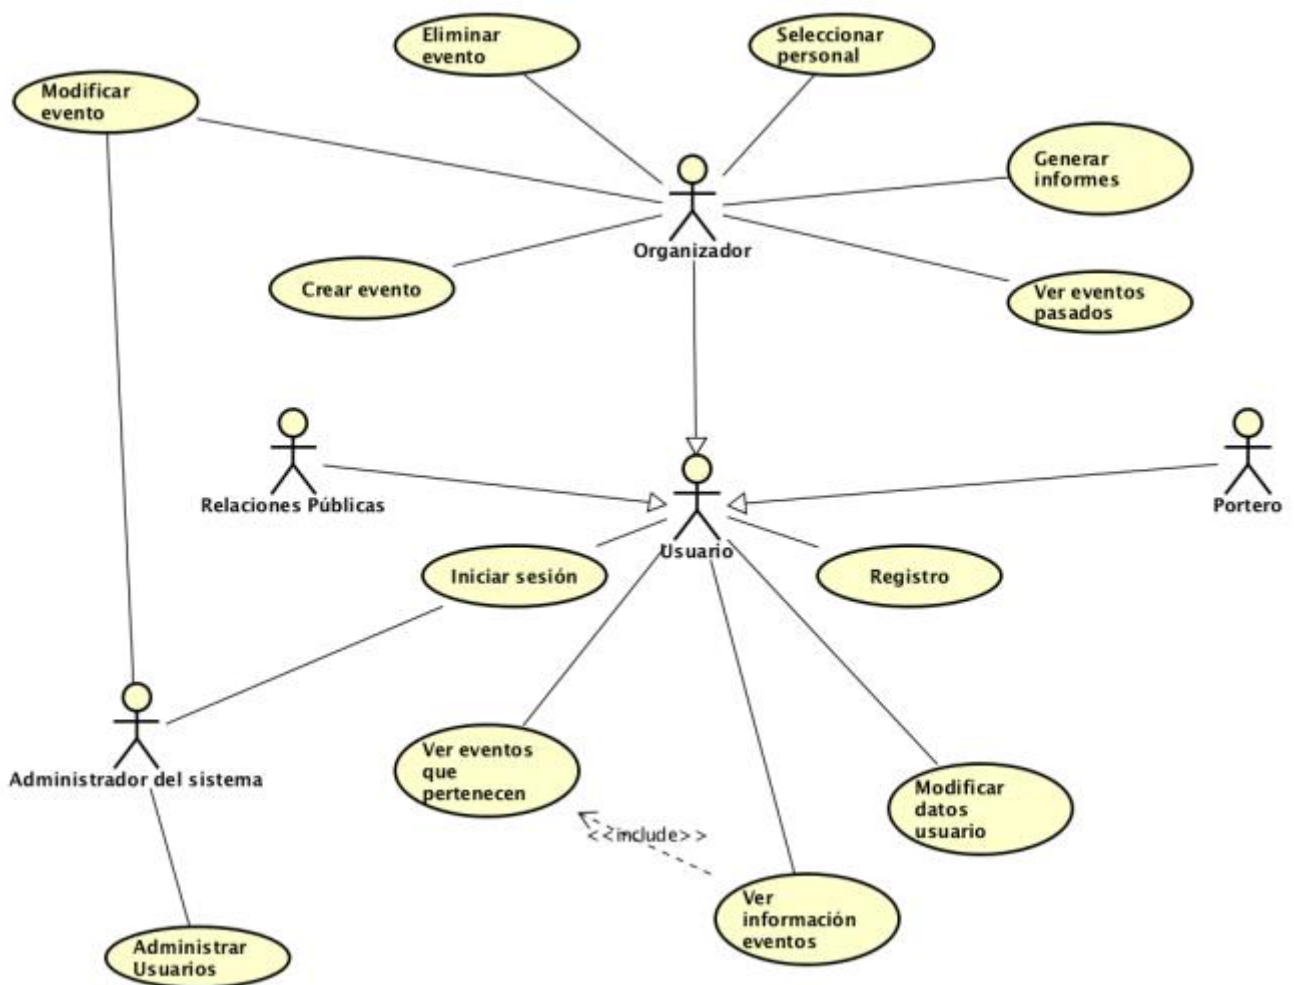 Eliminar
evento
Seleccionar
personal
Modificar
evento
Generar
informes
Organizador
Crear evento
Ver eventos
pasados
Relaciones Públicas
Portero
Usuario
Iniciar sesión
Registro
Administrador del sistema
Ver eventos
que
pertenecen
Modificar
datos
usuario
<<include>>
Ver
información
eventos
Administrar
Usuarios